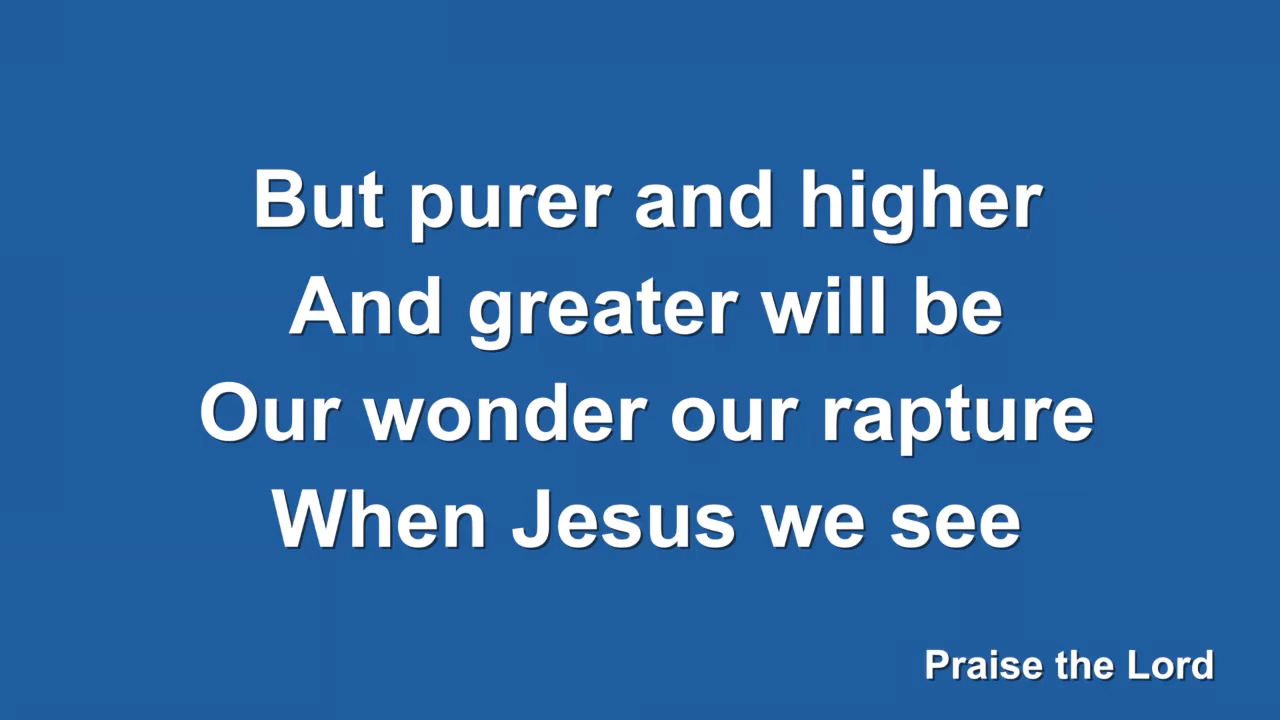 But purer and higher
And greater will be
Our wonder our rapture
When Jesus we see
Praise the Lord